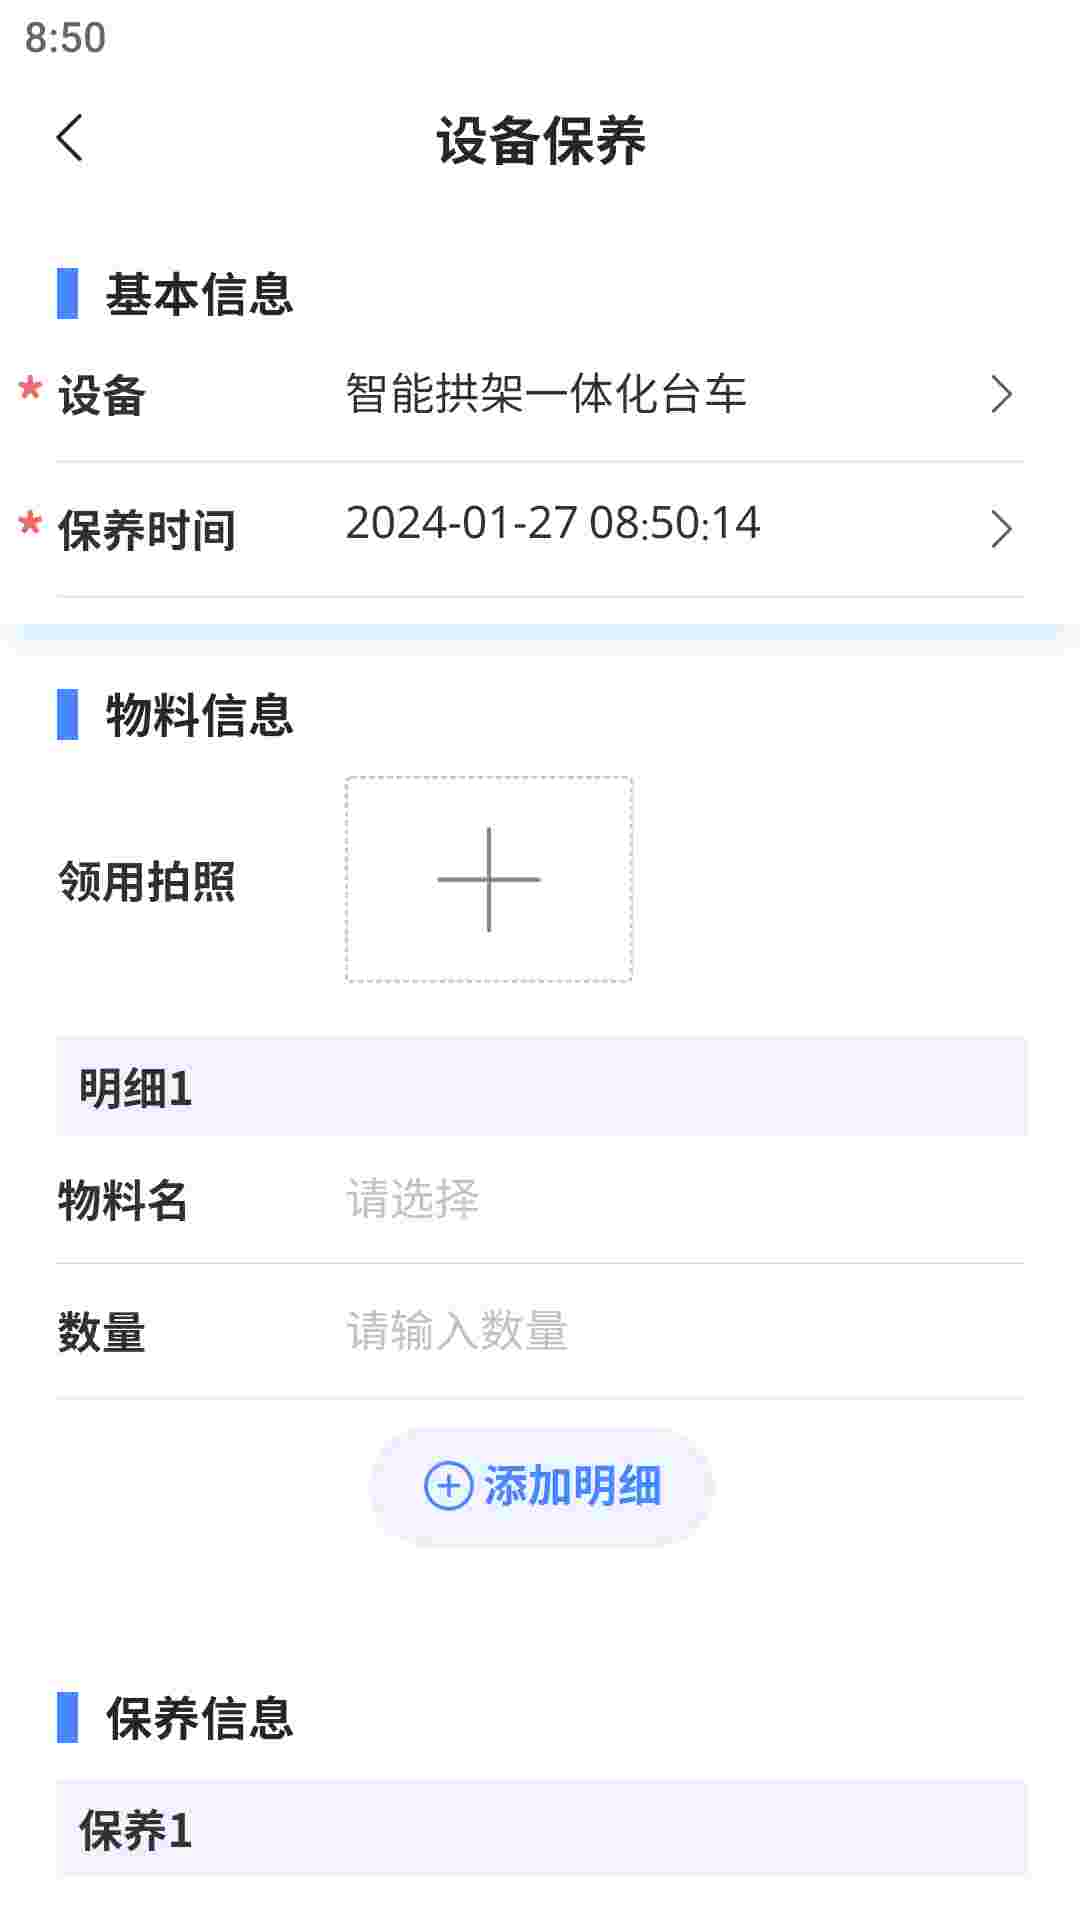 8:50
设备保养
基本信息
* 设备 智能拱架一体化台车
* 保养时间 2024-01-27 08:50:14
物料信息
领用拍照
明细1
物料名 请选择
数量 请输入数量
添加明细
保养信息
保养1